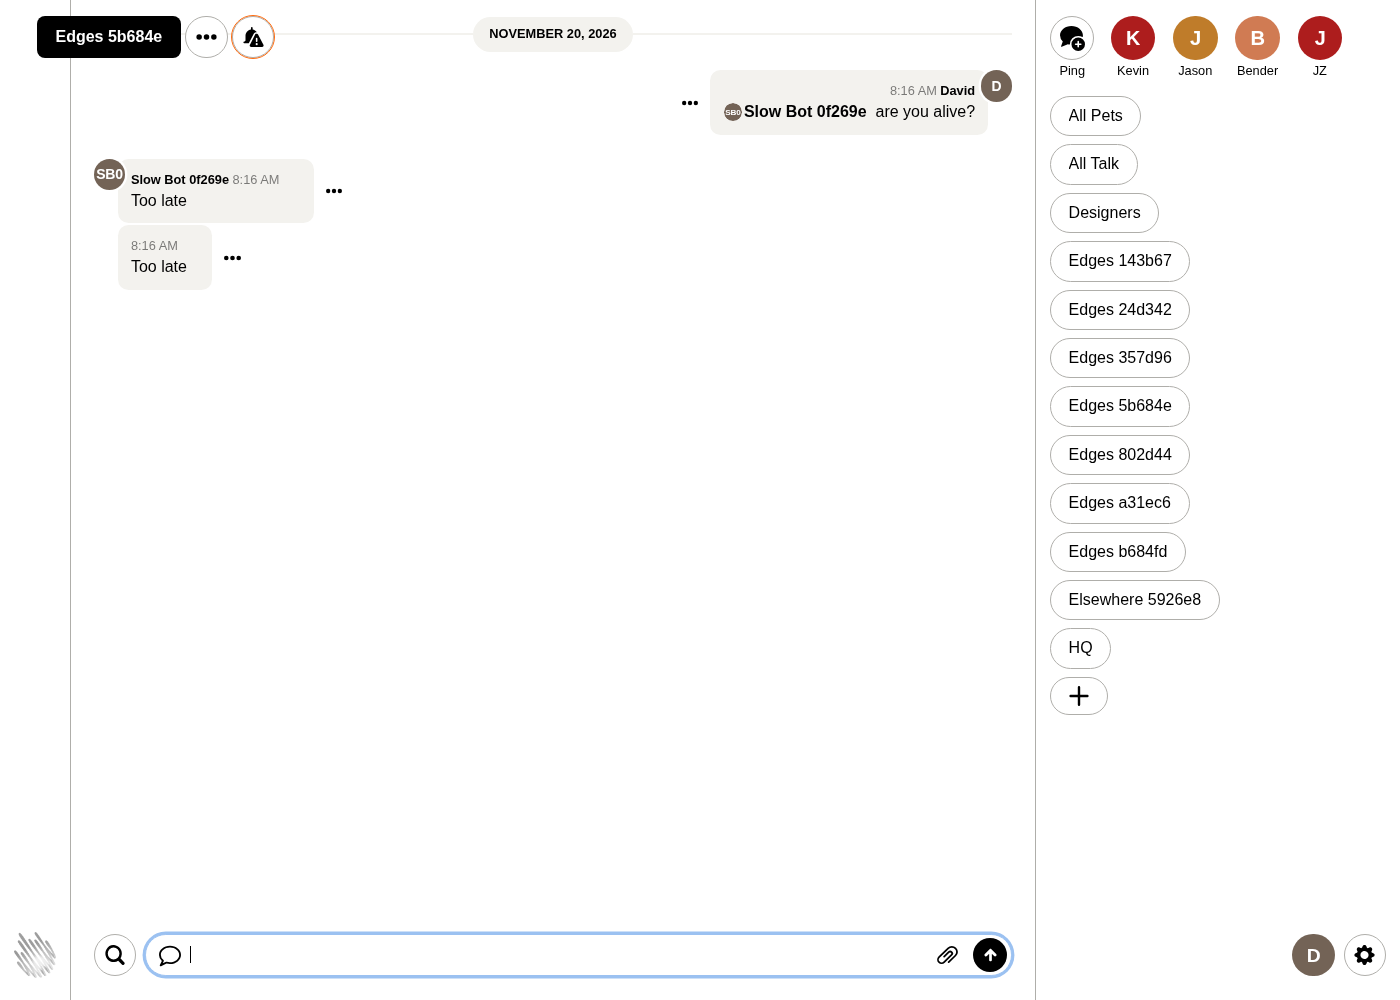 Edges 5b684e
NOVEMBER 20, 2026
8:16 AM David
D
SB0 Slow Bot 0f269e are you alive?
SB0
Slow Bot 0f269e 8:16 AM
Too late
8:16 AM
Too late
K
J
B
J
Ping
Kevin
Jason
Bender
JZ
All Pets
All Talk
Designers
Edges 143b67
Edges 24d342
Edges 357d96
Edges 5b684e
Edges 802d44
Edges a31ec6
Edges b684fd
Elsewhere 5926e8
HQ
D